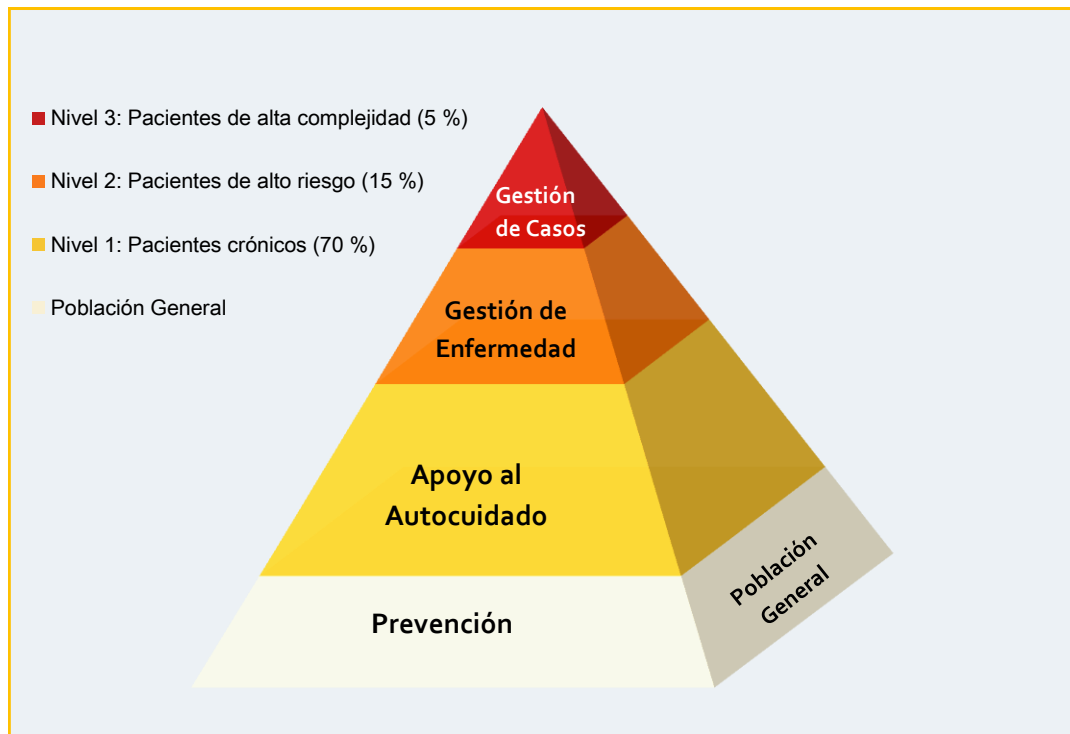 Nivel 3: Pacientes de alta complejidad (5 %)
Nivel 2: Pacientes de alto riesgo (15 %)
Nivel 1: Pacientes crónicos (70 %)
Población General
Gestión
de Casos
Gestión de
Enfermedad
Apoyo al
Autocuidado
Prevención
Población
General